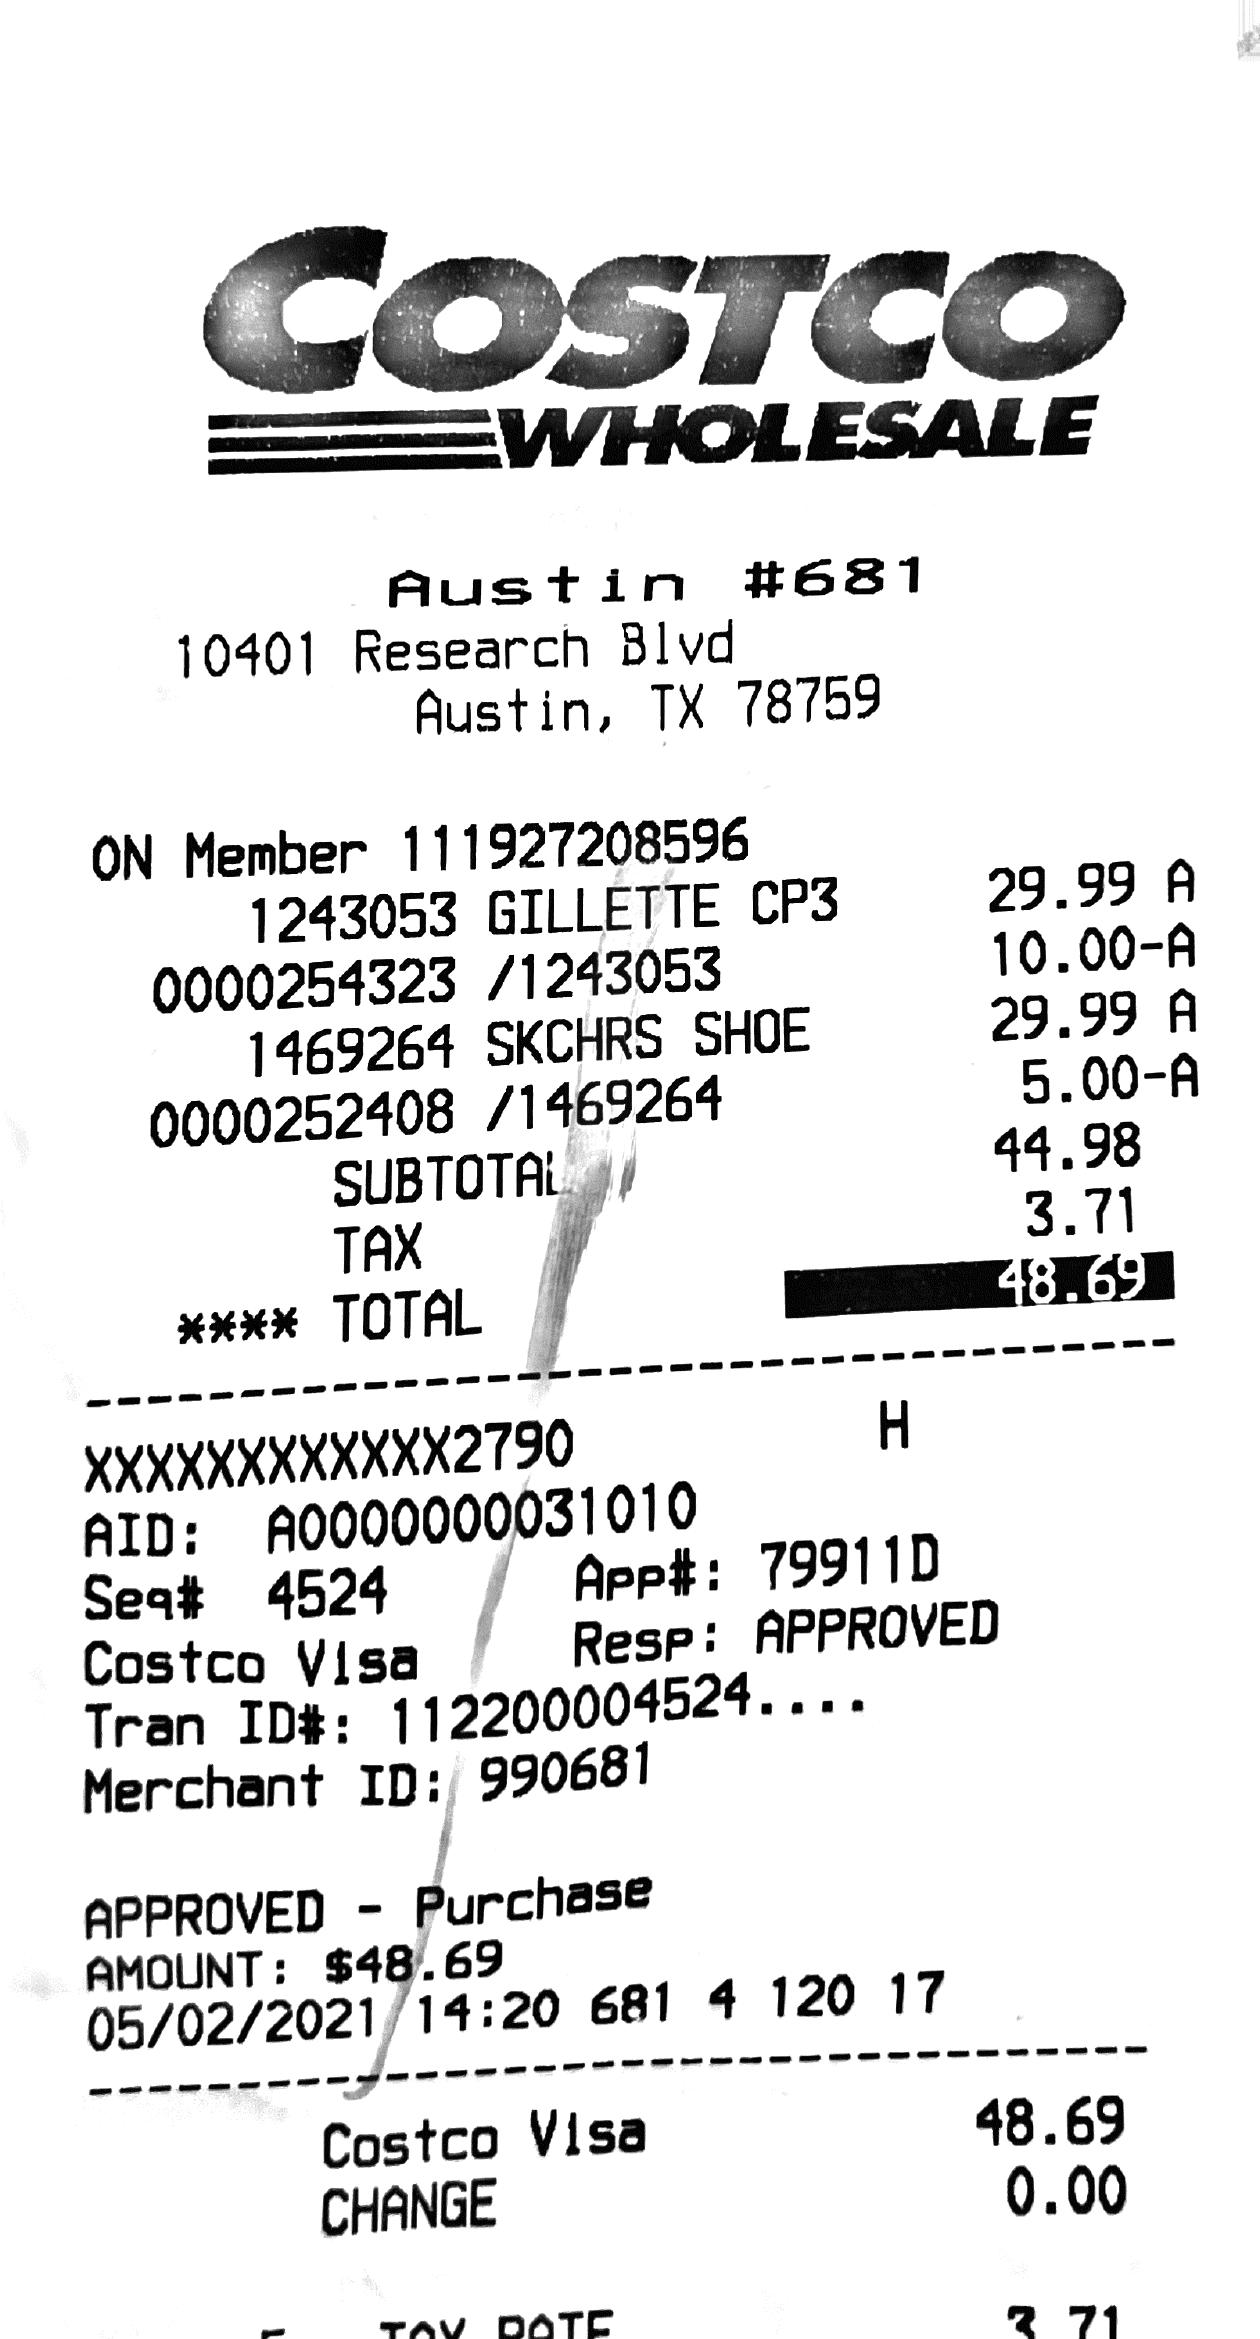 COSTCO
WHOLESALE
Austin #681
10401 Research Blvd
Austin, TX 78759
ON Member 111927208596
1243053 GILLETTE CP3 29.99 A
0000254323 /1243053 10.00-A
1469264 SKCHRS SHOE 29.99 A
0000252408 /1469264 5.00-A
SUBTOTAL 44.98
TAX 3.71
**** TOTAL 48.69
XXXXXXXXXXXX2790 H
AID: A0000000031010
Seq# 4524 App#: 79911D
Costco Visa Resp: APPROVED
Tran ID#: 112200004524....
Merchant ID: 990681
APPROVED - Purchase
AMOUNT: $48.69
05/02/2021 14:20 681 4 120 17
Costco Visa 48.69
CHANGE 0.00
TAX RATE 3.71